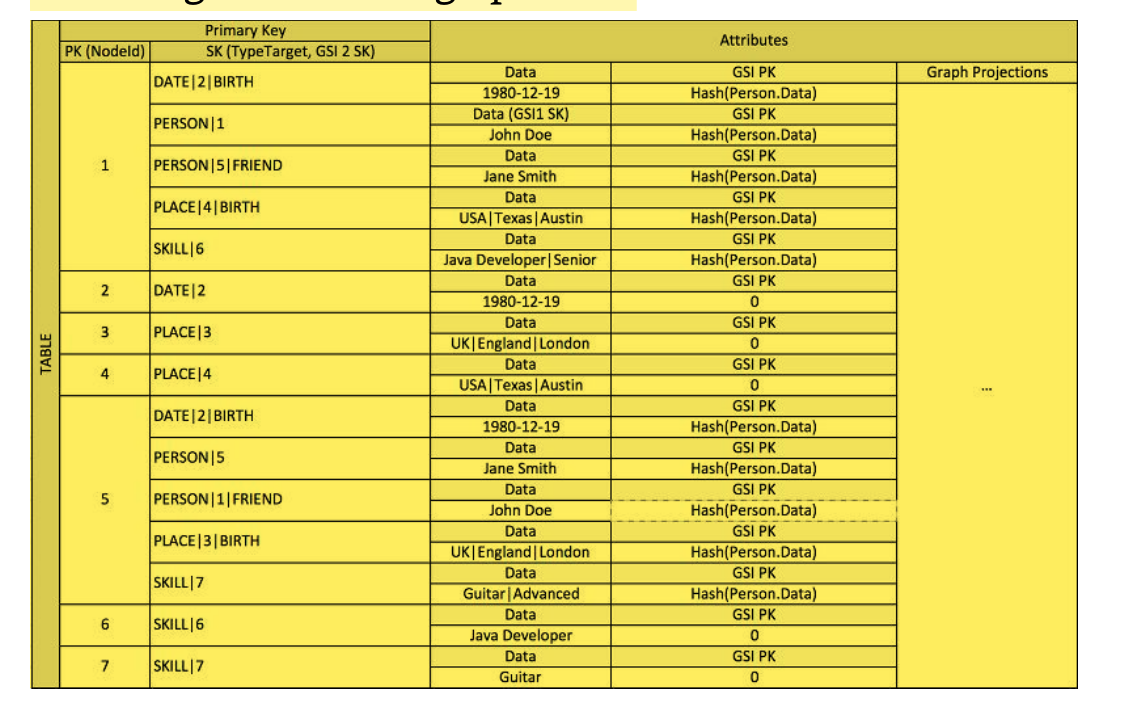 Primary Key
Attributes
PK (NodeId) SK (TypeTarget, GSI 2 SK)
TABLE
1
DATE|2|BIRTH
Data GSI PK Graph Projections
1980-12-19 Hash(Person.Data)
PERSON|1
Data (GSI1 SK) GSI PK
John Doe Hash(Person.Data)
PERSON|5|FRIEND
Data GSI PK
Jane Smith Hash(Person.Data)
PLACE|4|BIRTH
Data GSI PK
USA|Texas|Austin Hash(Person.Data)
SKILL|6
Data GSI PK
Java Developer|Senior Hash(Person.Data)
2
DATE|2
Data GSI PK
1980-12-19 0
3
PLACE|3
Data GSI PK
UK|England|London 0
4
PLACE|4
Data GSI PK
USA|Texas|Austin 0
...
5
DATE|2|BIRTH
Data GSI PK
1980-12-19 Hash(Person.Data)
PERSON|5
Data GSI PK
Jane Smith Hash(Person.Data)
PERSON|1|FRIEND
Data GSI PK
John Doe Hash(Person.Data)
PLACE|3|BIRTH
Data GSI PK
UK|England|London Hash(Person.Data)
SKILL|7
Data GSI PK
Guitar|Advanced Hash(Person.Data)
6
SKILL|6
Data GSI PK
Java Developer 0
7
SKILL|7
Data GSI PK
Guitar 0